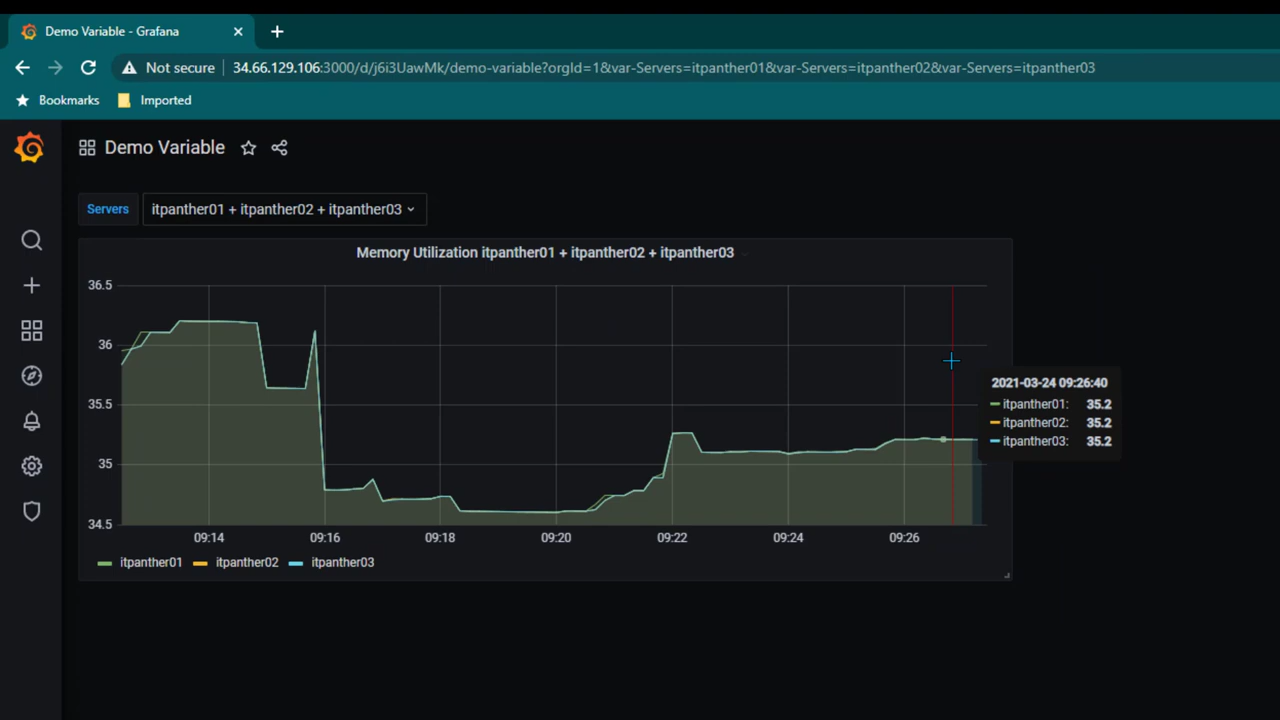 Demo Variable - Grafana
Not secure 34.66.129.106:3000/d/j6i3UawMk/demo-variable?orgId=1&var-Servers=itpanther01&var-Servers=itpanther02&var-Servers=itpanther03
Bookmarks Imported
Demo Variable
Servers itpanther01 + itpanther02 + itpanther03
Memory Utilization itpanther01 + itpanther02 + itpanther03
36.5
36
35.5
35
34.5
09:14 09:16 09:18 09:20 09:22 09:24 09:26
2021-03-24 09:26:40
itpanther01: 35.2
itpanther02: 35.2
itpanther03: 35.2
itpanther01 itpanther02 itpanther03